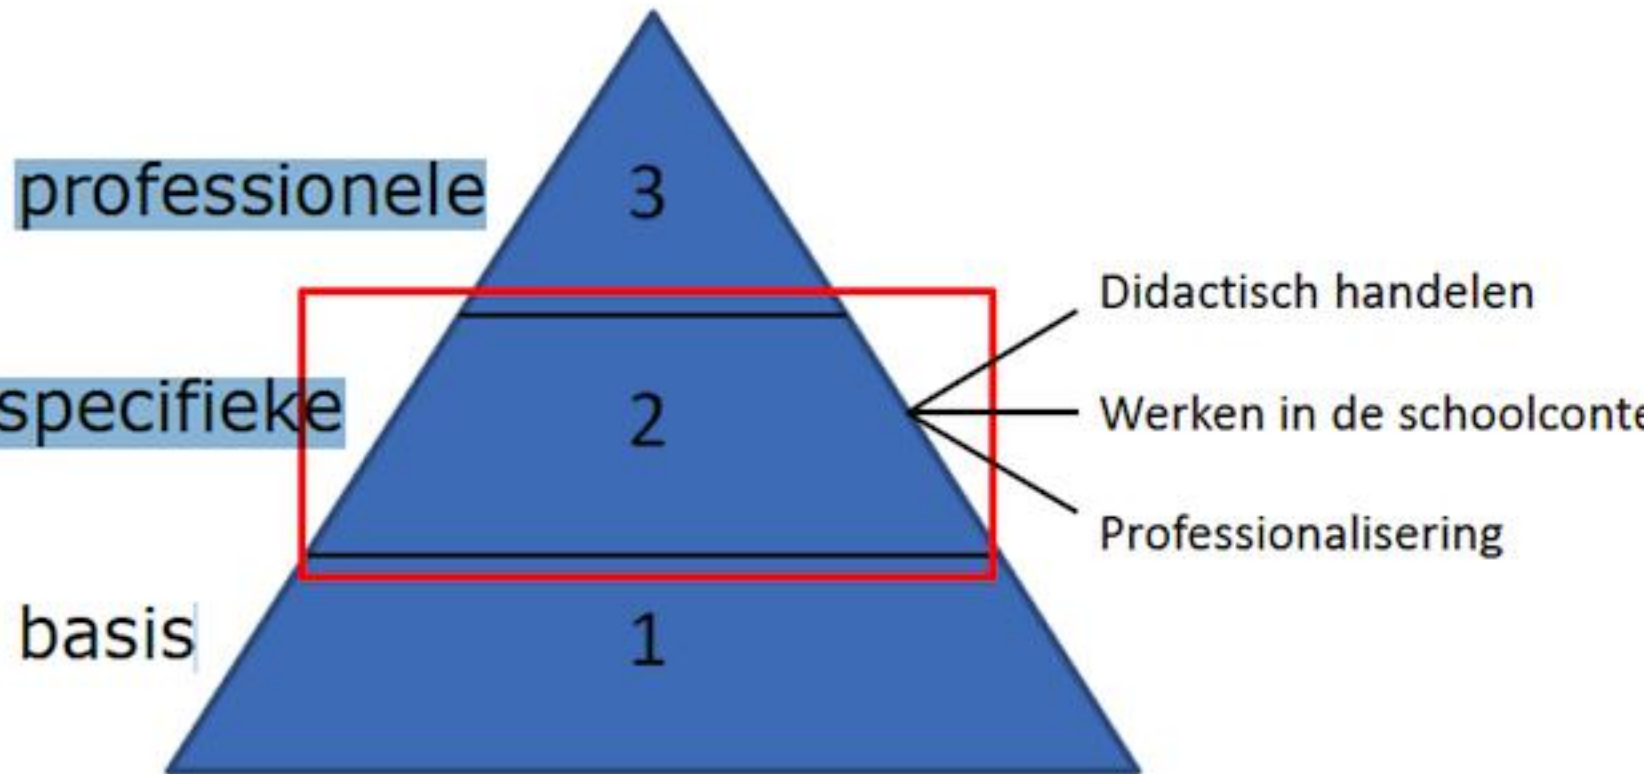 professionele
3
Didactisch handelen
specifieke
2
Werken in de schoolconte
Professionalisering
basis
1